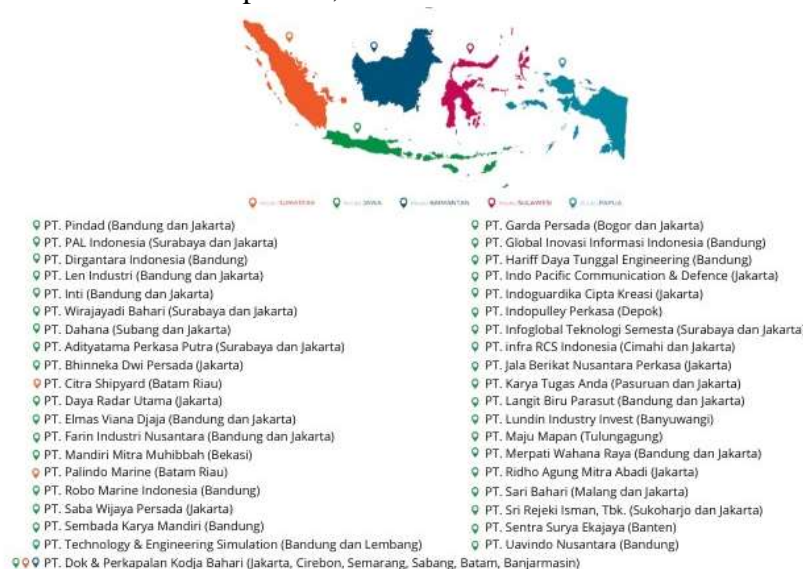 SUMATERA JAWA KALIMANTAN SULAWESI PAPUA
PT. Pindad (Bandung dan Jakarta)
PT. PAL Indonesia (Surabaya dan Jakarta)
PT. Dirgantara Indonesia (Bandung)
PT. Len Industri (Bandung dan Jakarta)
PT. Inti (Bandung dan Jakarta)
PT. Wirajayadi Bahari (Surabaya dan Jakarta)
PT. Dahana (Subang dan Jakarta)
PT. Adityatama Perkasa Putra (Surabaya dan Jakarta)
PT. Bhinneka Dwi Persada (Jakarta)
PT. Citra Shipyard (Batam Riau)
PT. Daya Radar Utama (Jakarta)
PT. Elmas Viana Djaja (Bandung dan Jakarta)
PT. Farin Industri Nusantara (Bandung dan Jakarta)
PT. Mandiri Mitra Muhibbah (Bekasi)
PT. Palindo Marine (Batam Riau)
PT. Robo Marine Indonesia (Bandung)
PT. Saba Wijaya Persada (Jakarta)
PT. Sembada Karya Mandiri (Bandung)
PT. Technology & Engineering Simulation (Bandung dan Lembang)
PT. Dok & Perkapalan Kodja Bahari (Jakarta, Cirebon, Semarang, Sabang, Batam, Banjarmasin)
PT. Garda Persada (Bogor dan Jakarta)
PT. Global Inovasi Informasi Indonesia (Bandung)
PT. Hariff Daya Tunggal Engineering (Bandung)
PT. Indo Pacific Communication & Defence (Jakarta)
PT. Indoguardika Cipta Kreasi (Jakarta)
PT. Indopulley Perkasa (Depok)
PT. Infoglobal Teknologi Semesta (Surabaya dan Jakarta)
PT. infra RCS Indonesia (Cimahi dan Jakarta)
PT. Jala Berikat Nusantara Perkasa (Jakarta)
PT. Karya Tugas Anda (Pasuruan dan Jakarta)
PT. Langit Biru Parasut (Bandung dan Jakarta)
PT. Lundin Industry Invest (Banyuwangi)
PT. Maju Mapan (Tulungagung)
PT. Merpati Wahana Raya (Bandung dan Jakarta)
PT. Ridho Agung Mitra Abadi (Jakarta)
PT. Sari Bahari (Malang dan Jakarta)
PT. Sri Rejeki Isman, Tbk. (Sukoharjo dan Jakarta)
PT. Sentra Surya Ekajaya (Banten)
PT. Uavindo Nusantara (Bandung)